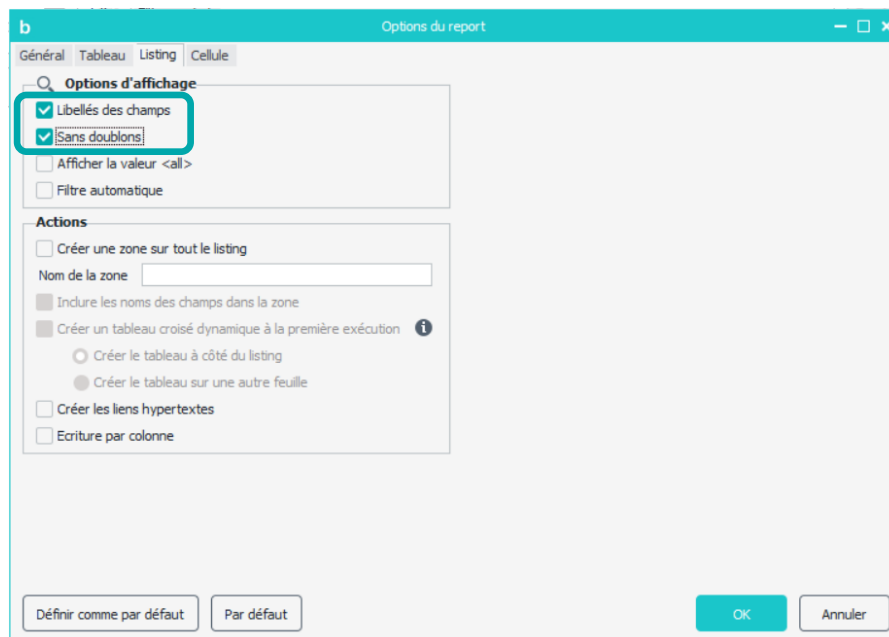 b
Options du report
Général Tableau Listing Cellule
Options d'affichage
Libellés des champs
Sans doublons
Afficher la valeur <all>
Filtre automatique
Actions
Créer une zone sur tout le listing
Nom de la zone
Inclure les noms des champs dans la zone
Créer un tableau croisé dynamique à la première exécution
Créer le tableau à côté du listing
Créer le tableau sur une autre feuille
Créer les liens hypertextes
Ecriture par colonne
Définir comme par défaut Par défaut OK Annuler